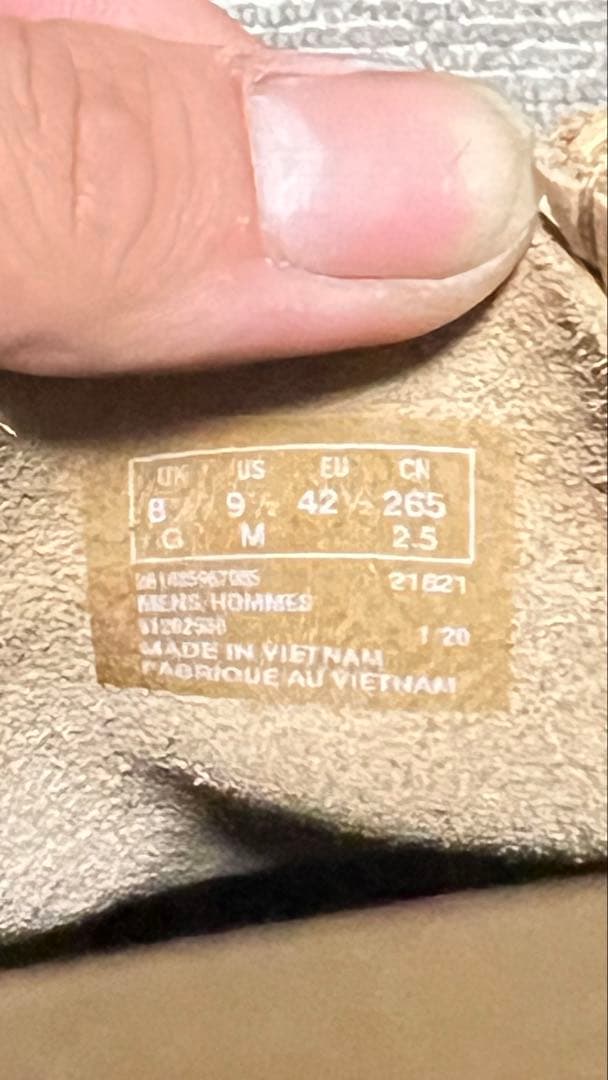 UK US EU CN
8 9½ 42½ 265
G M 2.5
21621
MENS/HOMMES
1 20
MADE IN VIETNAM
FABRIQUE AU VIETNAM